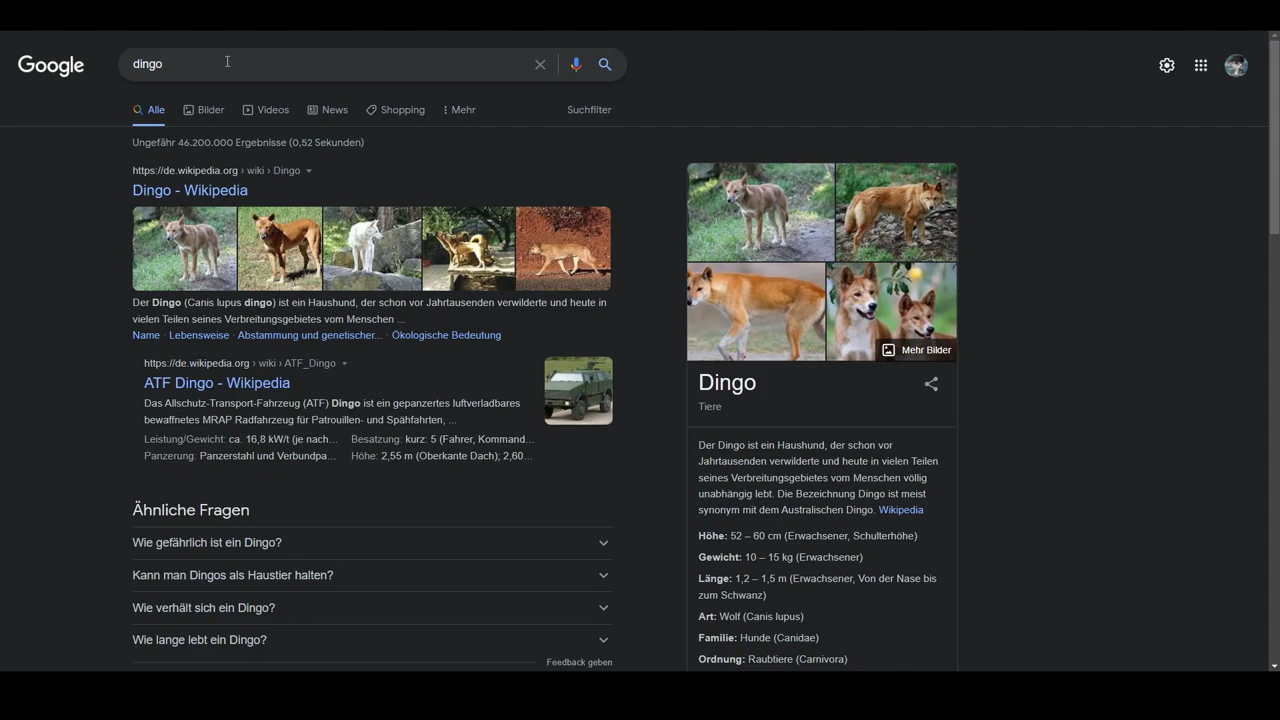 Google
dingo
Alle
Bilder
Videos
News
Shopping
Mehr
Suchfilter
Ungefähr 46.200.000 Ergebnisse (0,52 Sekunden)
https://de.wikipedia.org › wiki › Dingo
Dingo - Wikipedia
Der Dingo (Canis lupus dingo) ist ein Haushund, der schon vor Jahrtausenden verwilderte und heute in
vielen Teilen seines Verbreitungsgebietes vom Menschen ...
Name · Lebensweise · Abstammung und genetischer... · Ökologische Bedeutung
https://de.wikipedia.org › wiki › ATF_Dingo
ATF Dingo - Wikipedia
Das Allschutz-Transport-Fahrzeug (ATF) Dingo ist ein gepanzertes luftverladbares
bewaffnetes MRAP Radfahrzeug für Patrouillen- und Spähfahrten, ...
Leistung/Gewicht: ca. 16,8 kW/t (je nach... Besatzung: kurz: 5 (Fahrer, Kommand...
Panzerung: Panzerstahl und Verbundpa... Höhe: 2,55 m (Oberkante Dach); 2,60...
Ähnliche Fragen
Wie gefährlich ist ein Dingo?
Kann man Dingos als Haustier halten?
Wie verhält sich ein Dingo?
Wie lange lebt ein Dingo?
Feedback geben
Mehr Bilder
Dingo
Tiere
Der Dingo ist ein Haushund, der schon vor
Jahrtausenden verwilderte und heute in vielen Teilen
seines Verbreitungsgebietes vom Menschen völlig
unabhängig lebt. Die Bezeichnung Dingo ist meist
synonym mit dem Australischen Dingo. Wikipedia
Höhe: 52 – 60 cm (Erwachsener, Schulterhöhe)
Gewicht: 10 – 15 kg (Erwachsener)
Länge: 1,2 – 1,5 m (Erwachsener, Von der Nase bis
zum Schwanz)
Art: Wolf (Canis lupus)
Familie: Hunde (Canidae)
Ordnung: Raubtiere (Carnivora)